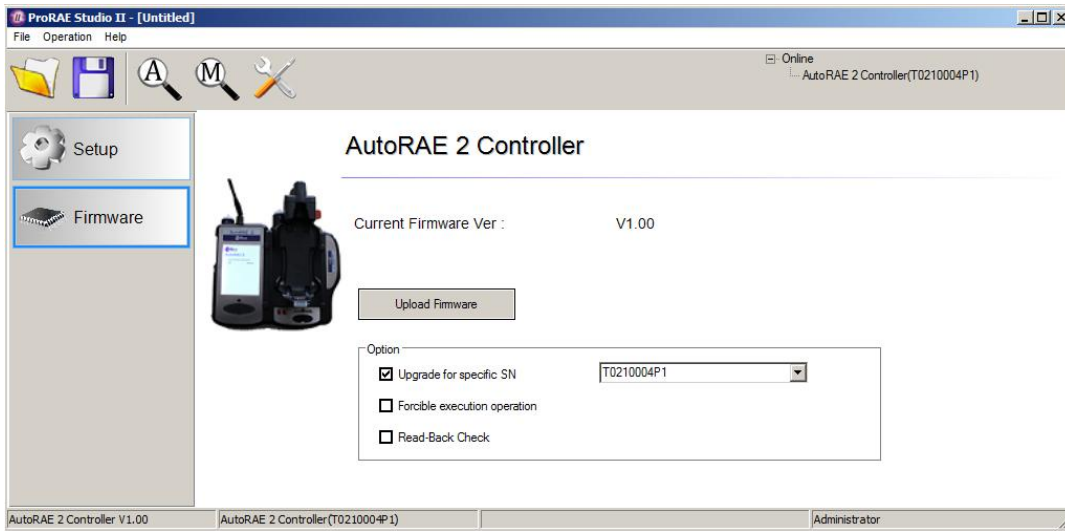 ProRAE Studio II - [Untitled]
File Operation Help
A
M
Online
AutoRAE 2 Controller(T0210004P1)
Setup
Firmware
AutoRAE 2 Controller
Current Firmware Ver : V1.00
Upload Firmware
Option
Upgrade for specific SN T0210004P1
Forcible execution operation
Read-Back Check
AutoRAE 2 Controller V1.00 AutoRAE 2 Controller(T0210004P1) Administrator